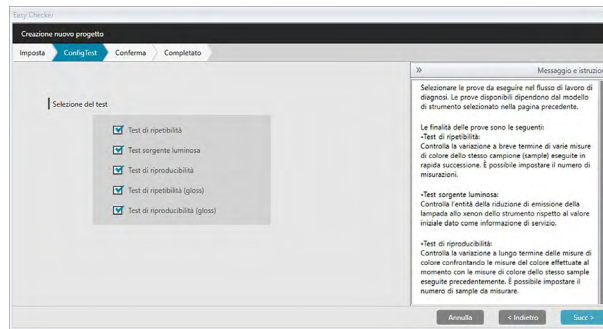 Easy Checker
Creazione nuovo progetto
Imposta
ConfigTest
Conferma
Completato
Selezione del test
Test di ripetibilità
Test sorgente luminosa
Test di riproducibilità
Test di ripetibilità (gloss)
Test di riproducibilità (gloss)
» Messaggio e istruzion
Selezionare le prove da eseguire nel flusso di lavoro di
diagnosi. Le prove disponibili dipendono dal modello
di strumento selezionato nella pagina precedente.
Le finalità delle prove sono le seguenti:
•Test di ripetibilità:
Controlla la variazione a breve termine di varie misure
di colore dello stesso campione (sample) eseguite in
rapida successione. È possibile impostare il numero di
misurazioni.
•Test sorgente luminosa:
Controlla l'entità della riduzione di emissione della
lampada allo xenon dello strumento rispetto al valore
iniziale dato come informazione di servizio.
•Test di riproducibilità:
Controlla la variazione a lungo termine delle misure di
colore confrontando le misure del colore effettuate al
momento con le misure di colore dello stesso sample
eseguite precedentemente. È possibile impostare il
numero di sample da misurare.
Annulla
< Indietro
Succ >